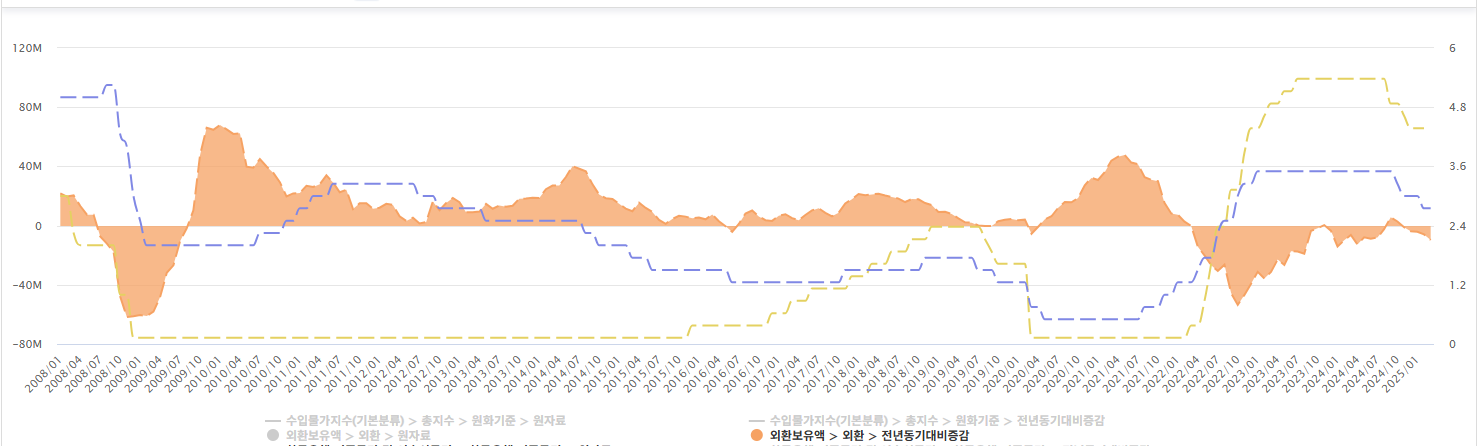 120M 6
80M 4.8
40M 3.6
0 2.4
−40M 1.2
−80M 0
2008/01 2008/04 2008/07 2008/10 2009/01 2009/04 2009/07 2009/10 2010/01 2010/04 2010/07 2010/10 2011/01 2011/04 2011/07 2011/10 2012/01 2012/04 2012/07 2012/10 2013/01 2013/04 2013/07 2013/10 2014/01 2014/04 2014/07 2014/10 2015/01 2015/04 2015/07 2015/10 2016/01 2016/04 2016/07 2016/10 2017/01 2017/04 2017/07 2017/10 2018/01 2018/04 2018/07 2018/10 2019/01 2019/04 2019/07 2019/10 2020/01 2020/04 2020/07 2020/10 2021/01 2021/04 2021/07 2021/10 2022/01 2022/04 2022/07 2022/10 2023/01 2023/04 2023/07 2023/10 2024/01 2024/04 2024/07 2024/10 2025/01
수입물가지수(기본분류) > 총지수 > 원화기준 > 원자료 수입물가지수(기본분류) > 총지수 > 원화기준 > 전년동기대비증감
외환보유액 > 외환 > 원자료 외환보유액 > 외환 > 전년동기대비증감